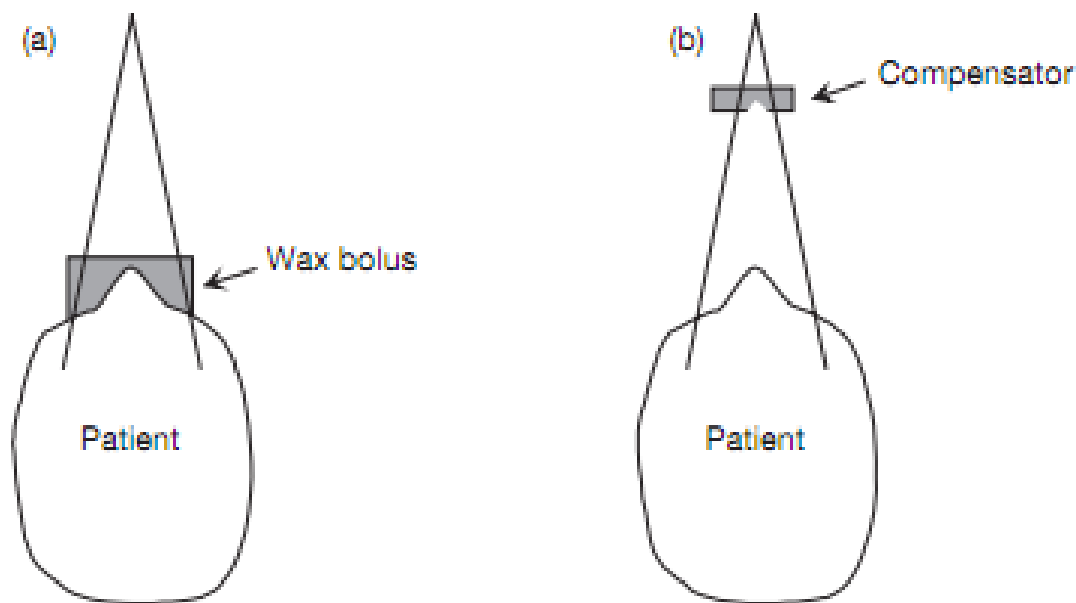 (a)
Wax bolus
Patient
(b)
Compensator
Patient